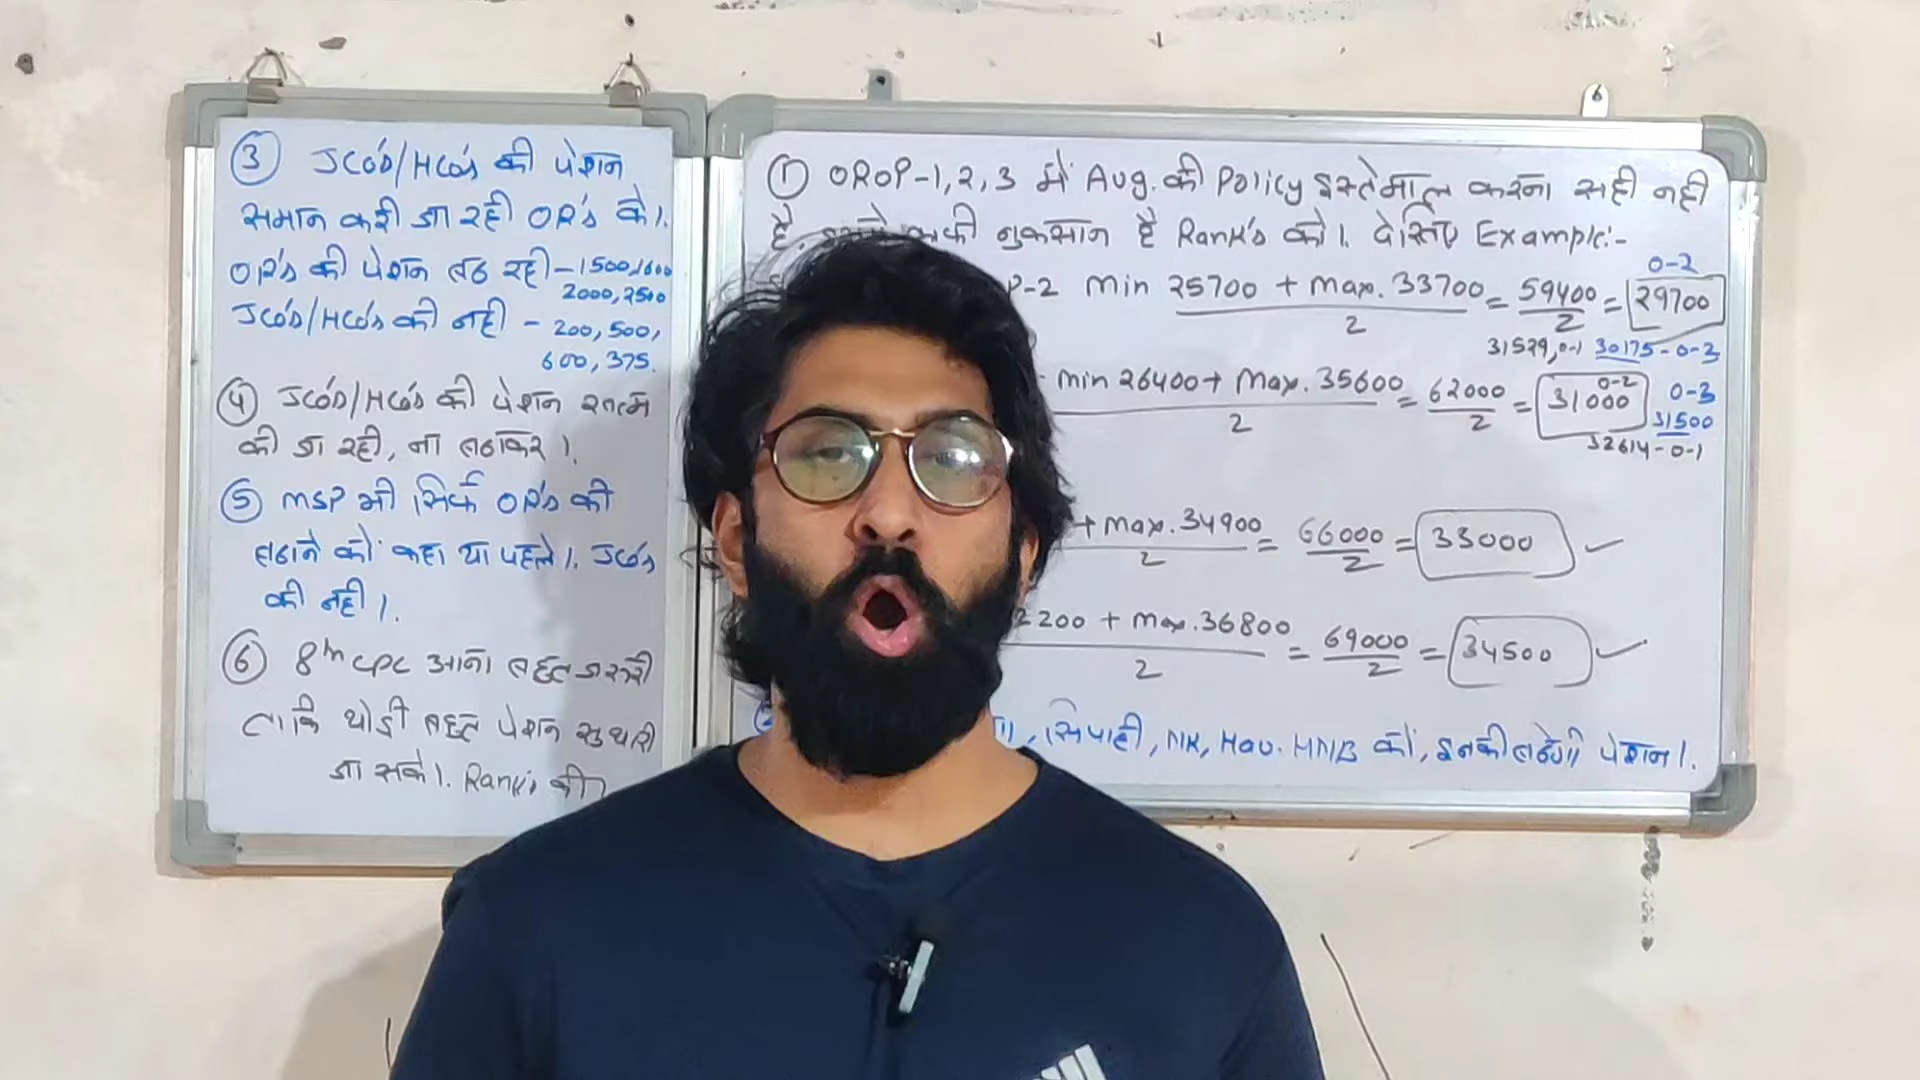 ③ JCO's/HCO's की पेंशन
समान करी जा रही OR's के।
OR's की पेंशन बढ रही – 1500, 1600
2000, 2500
JCO's/HCO's की नही – 200, 500,
600, 375.
④ JCO's/HCO's की पेंशन खत्म
की जा रही, ना बढाकर।
⑤ MSP भी सिर्फ OR's की
बढाने को कहा था पहले। JCO's
की नही।
⑥ 8th CPC आना बहुत जरूरी
ताकि थोडी बहुत पेंशन सुधारी
जा सके। Rank's की
① OROP-1,2,3 में Aug. की Policy इस्तेमाल करना सही नही
है. काफी नुकसान है Rank's को। देखिए Example:-
0-2
P-2 Min 25700 + Max. 33700 / 2 = 59400 / 2 = 29700
31529, 0-1 30175-0-3
Min 26400 + Max. 35600 / 2 = 62000 / 2 = 31000 0-2 0-3
31500
32614-0-1
+ Max. 34900 / 2 = 66000 / 2 = 33000 ✓
2200 + Max. 36800 / 2 = 69000 / 2 = 34500 ✓
, सिपाही, NK, Hav. को, इनकी बढेगी पेंशन।